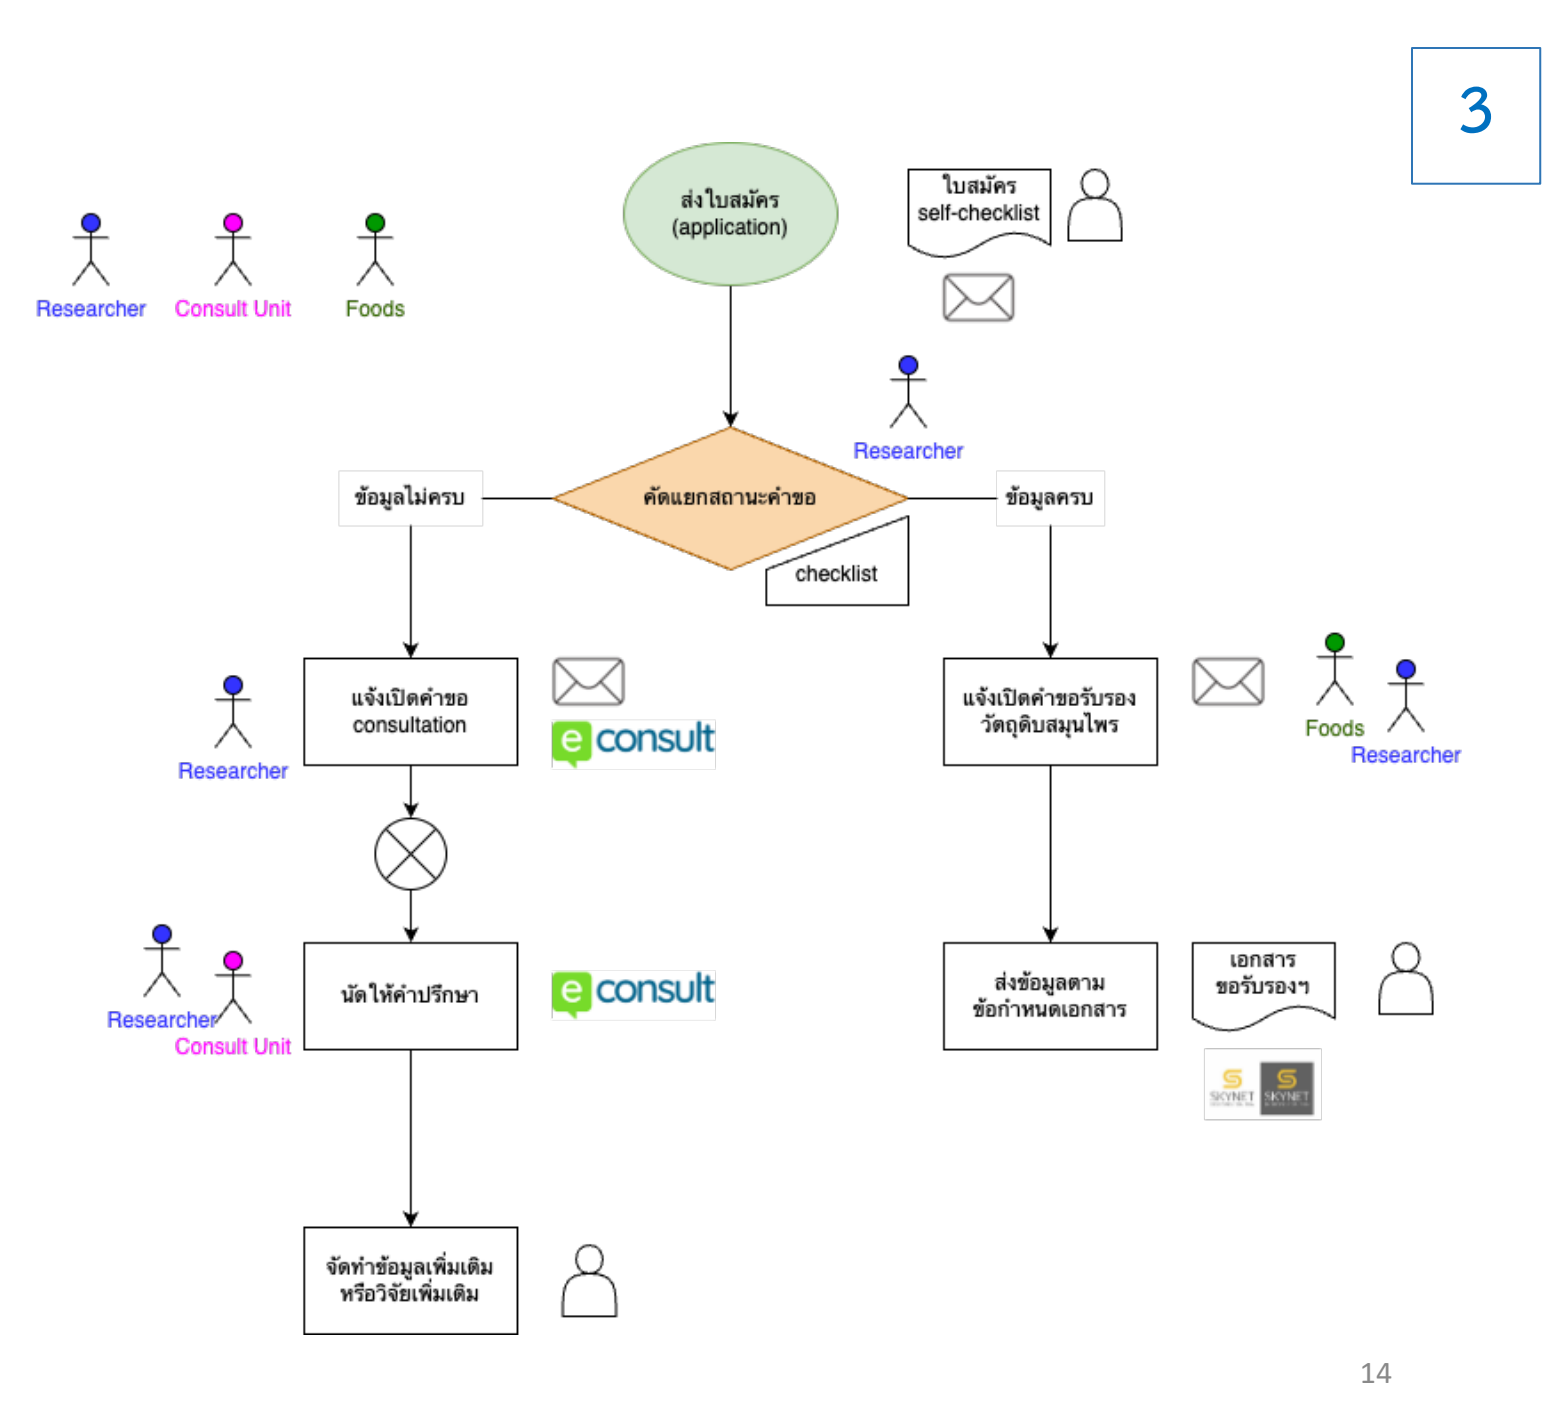 3
ส่งใบสมัคร
(application)
ใบสมัคร
self-checklist
Researcher
Consult Unit
Foods
Researcher
ข้อมูลไม่ครบ
คัดแยกสถานะคำขอ
ข้อมูลครบ
checklist
แจ้งเปิดคำขอ
consultation
e consult
Researcher
แจ้งเปิดคำขอรับรอง
วัตถุดิบสมุนไพร
Foods
Researcher
Researcher
Consult Unit
นัดให้คำปรึกษา
e consult
ส่งข้อมูลตาม
ข้อกำหนดเอกสาร
เอกสาร
ขอรับรองฯ
SKYNET
SKYNET
จัดทำข้อมูลเพิ่มเติม
หรือวิจัยเพิ่มเติม
14